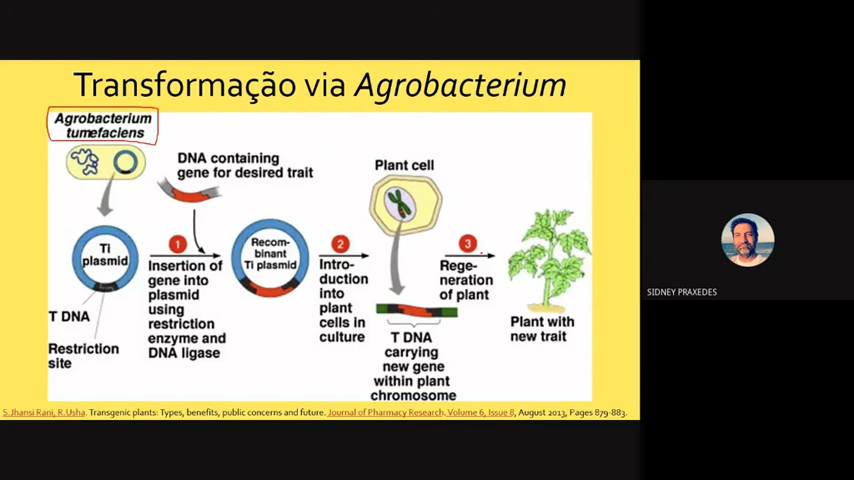 Transformação via Agrobacterium
Agrobacterium
tumefaciens
DNA containing
gene for desired trait
Plant cell
Ti
plasmid
1
Insertion of
gene into
plasmid
using
restriction
enzyme and
DNA ligase
Recom-
binant
Ti plasmid
2
Intro-
duction
into
plant
cells in
culture
3
Rege-
neration
of plant
T DNA
Restriction
site
T DNA
carrying
new gene
within plant
chromosome
Plant with
new trait
S.Jhansi Rani, R.Usha. Transgenic plants: Types, benefits, public concerns and future. Journal of Pharmacy Research, Volume 6, Issue 8, August 2013, Pages 879-883.
SIDNEY PRAXEDES